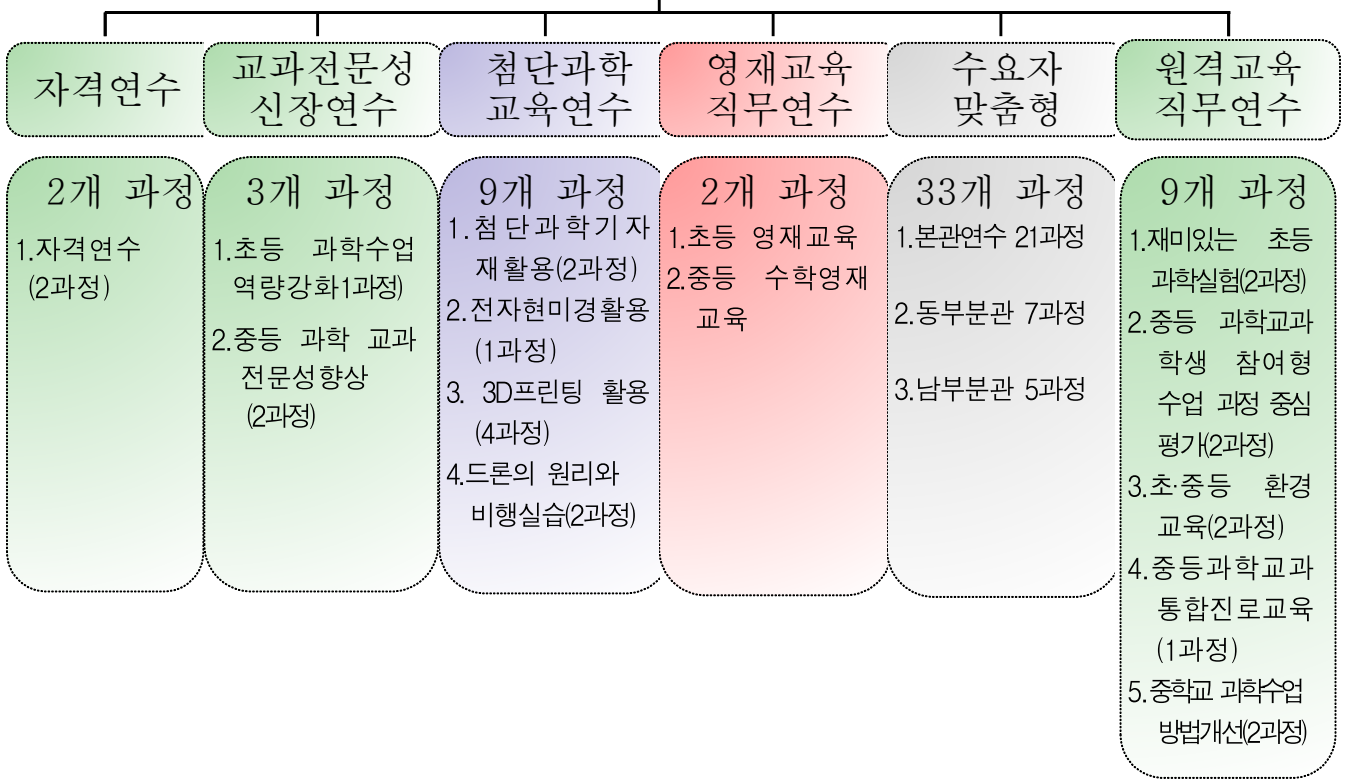 자격연수
교과전문성
신장연수
첨단과학
교육연수
영재교육
직무연수
수요자
맞춤형
원격교육
직무연수
2개 과정
1.자격연수
(2과정)
3개 과정
1.초등 과학수업
역량강화1과정)
2.중등 과학 교과
전문성향상
(2과정)
9개 과정
1.첨단과학기자
재활용(2과정)
2.전자현미경활용
(1과정)
3. 3D프린팅 활용
(4과정)
4.드론의 원리와
비행실습(2과정)
2개 과정
1.초등 영재교육
2.중등 수학영재
교육
33개 과정
1.본관연수 21과정
2.동부분관 7과정
3.남부분관 5과정
9개 과정
1.재미있는 초등
과학실험(2과정)
2.중등 과학교과
학생 참여형
수업 과정 중심
평가(2과정)
3.초·중등 환경
교육(2과정)
4.중등과학교과
통합진로교육
(1과정)
5.중학교 과학수업
방법개선(2과정)